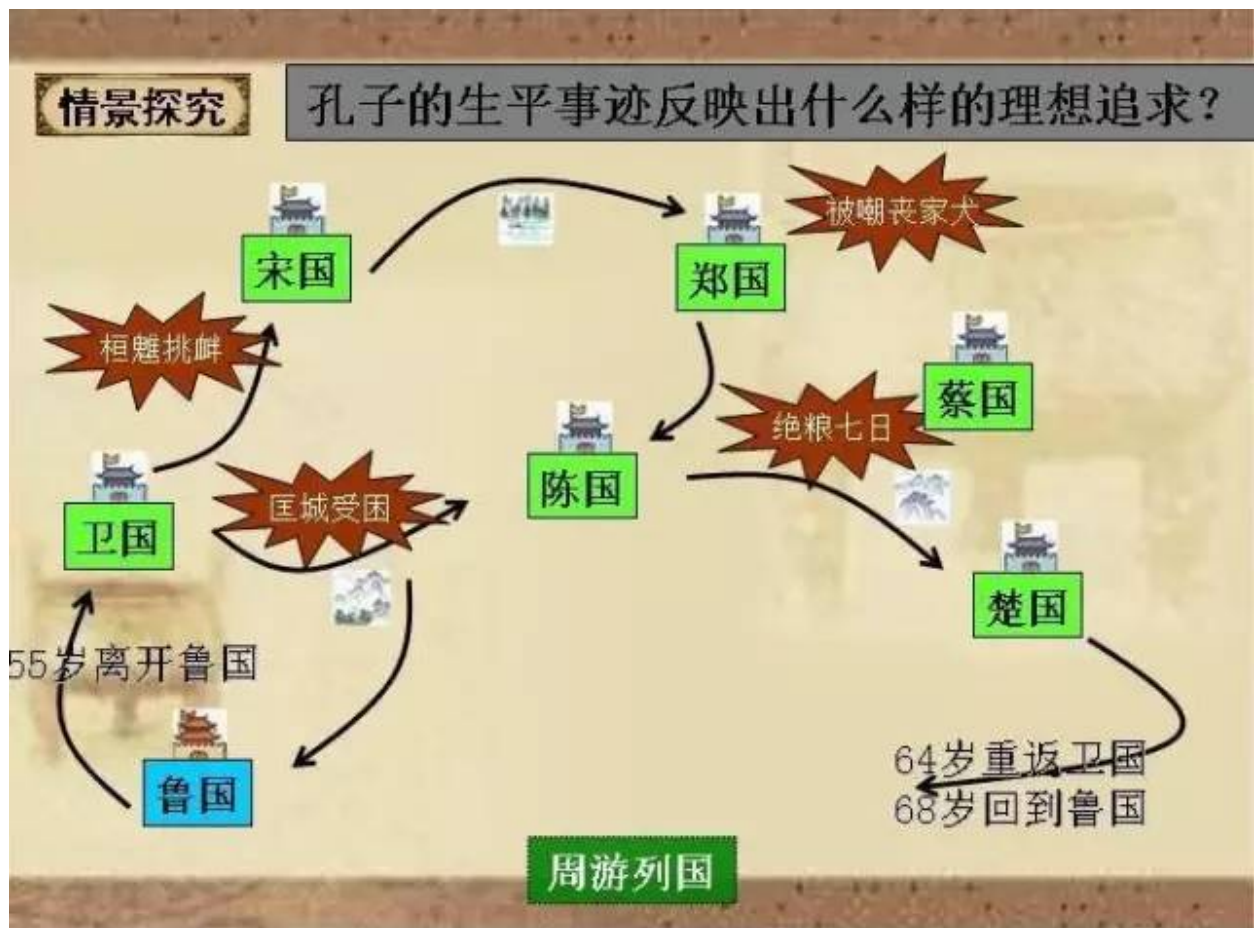 情景探究
孔子的生平事迹反映出什么样的理想追求？
宋国
郑国
被嘲丧家犬
桓魋挑衅
蔡国
绝粮七日
陈国
匡城受困
卫国
楚国
55岁离开鲁国
鲁国
64岁重返卫国
68岁回到鲁国
周游列国